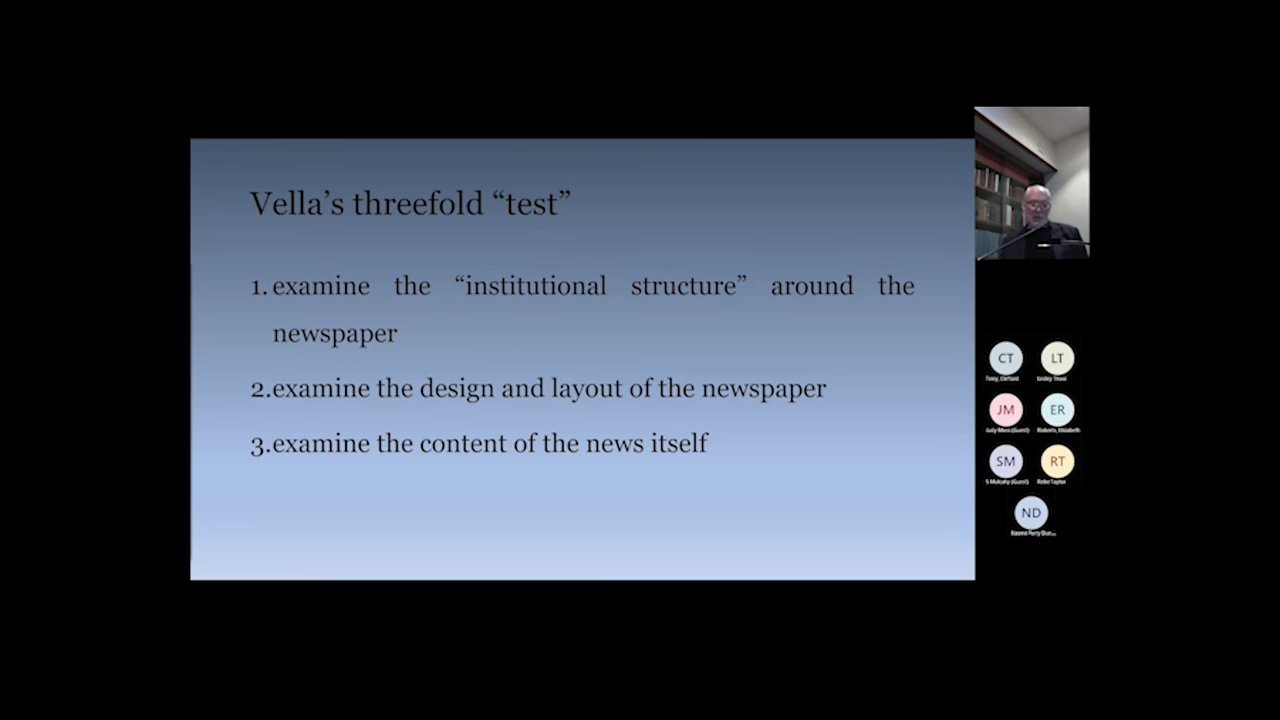 Vella's threefold “test”
1. examine the “institutional structure” around the
newspaper
2.examine the design and layout of the newspaper
3.examine the content of the news itself
CT
LT
JM
ER
SM
RT
ND